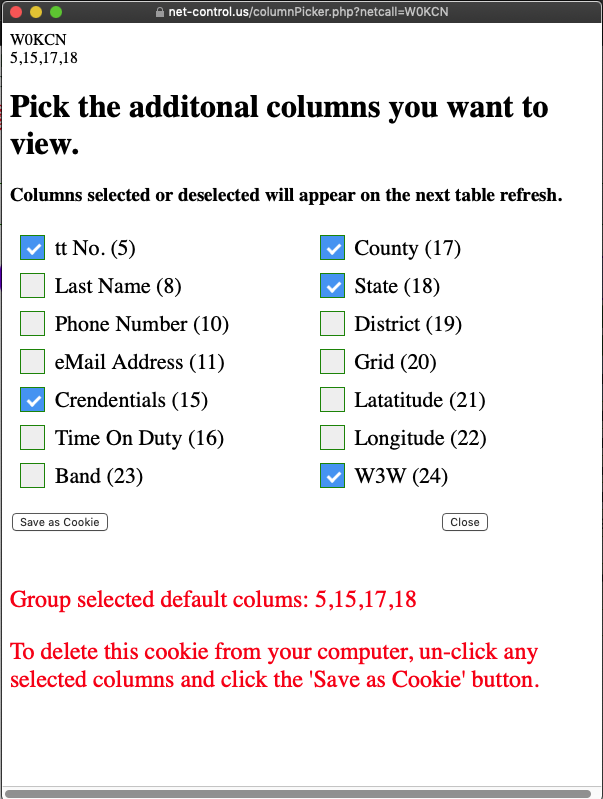 net-control.us/columnPicker.php?netcall=W0KCN
W0KCN
5,15,17,18
Pick the additonal columns you want to
view.
Columns selected or deselected will appear on the next table refresh.
tt No. (5)
County (17)
Last Name (8)
State (18)
Phone Number (10)
District (19)
eMail Address (11)
Grid (20)
Crendentials (15)
Latatitude (21)
Time On Duty (16)
Longitude (22)
Band (23)
W3W (24)
Save as Cookie
Close
Group selected default colums: 5,15,17,18
To delete this cookie from your computer, un-click any
selected columns and click the 'Save as Cookie' button.